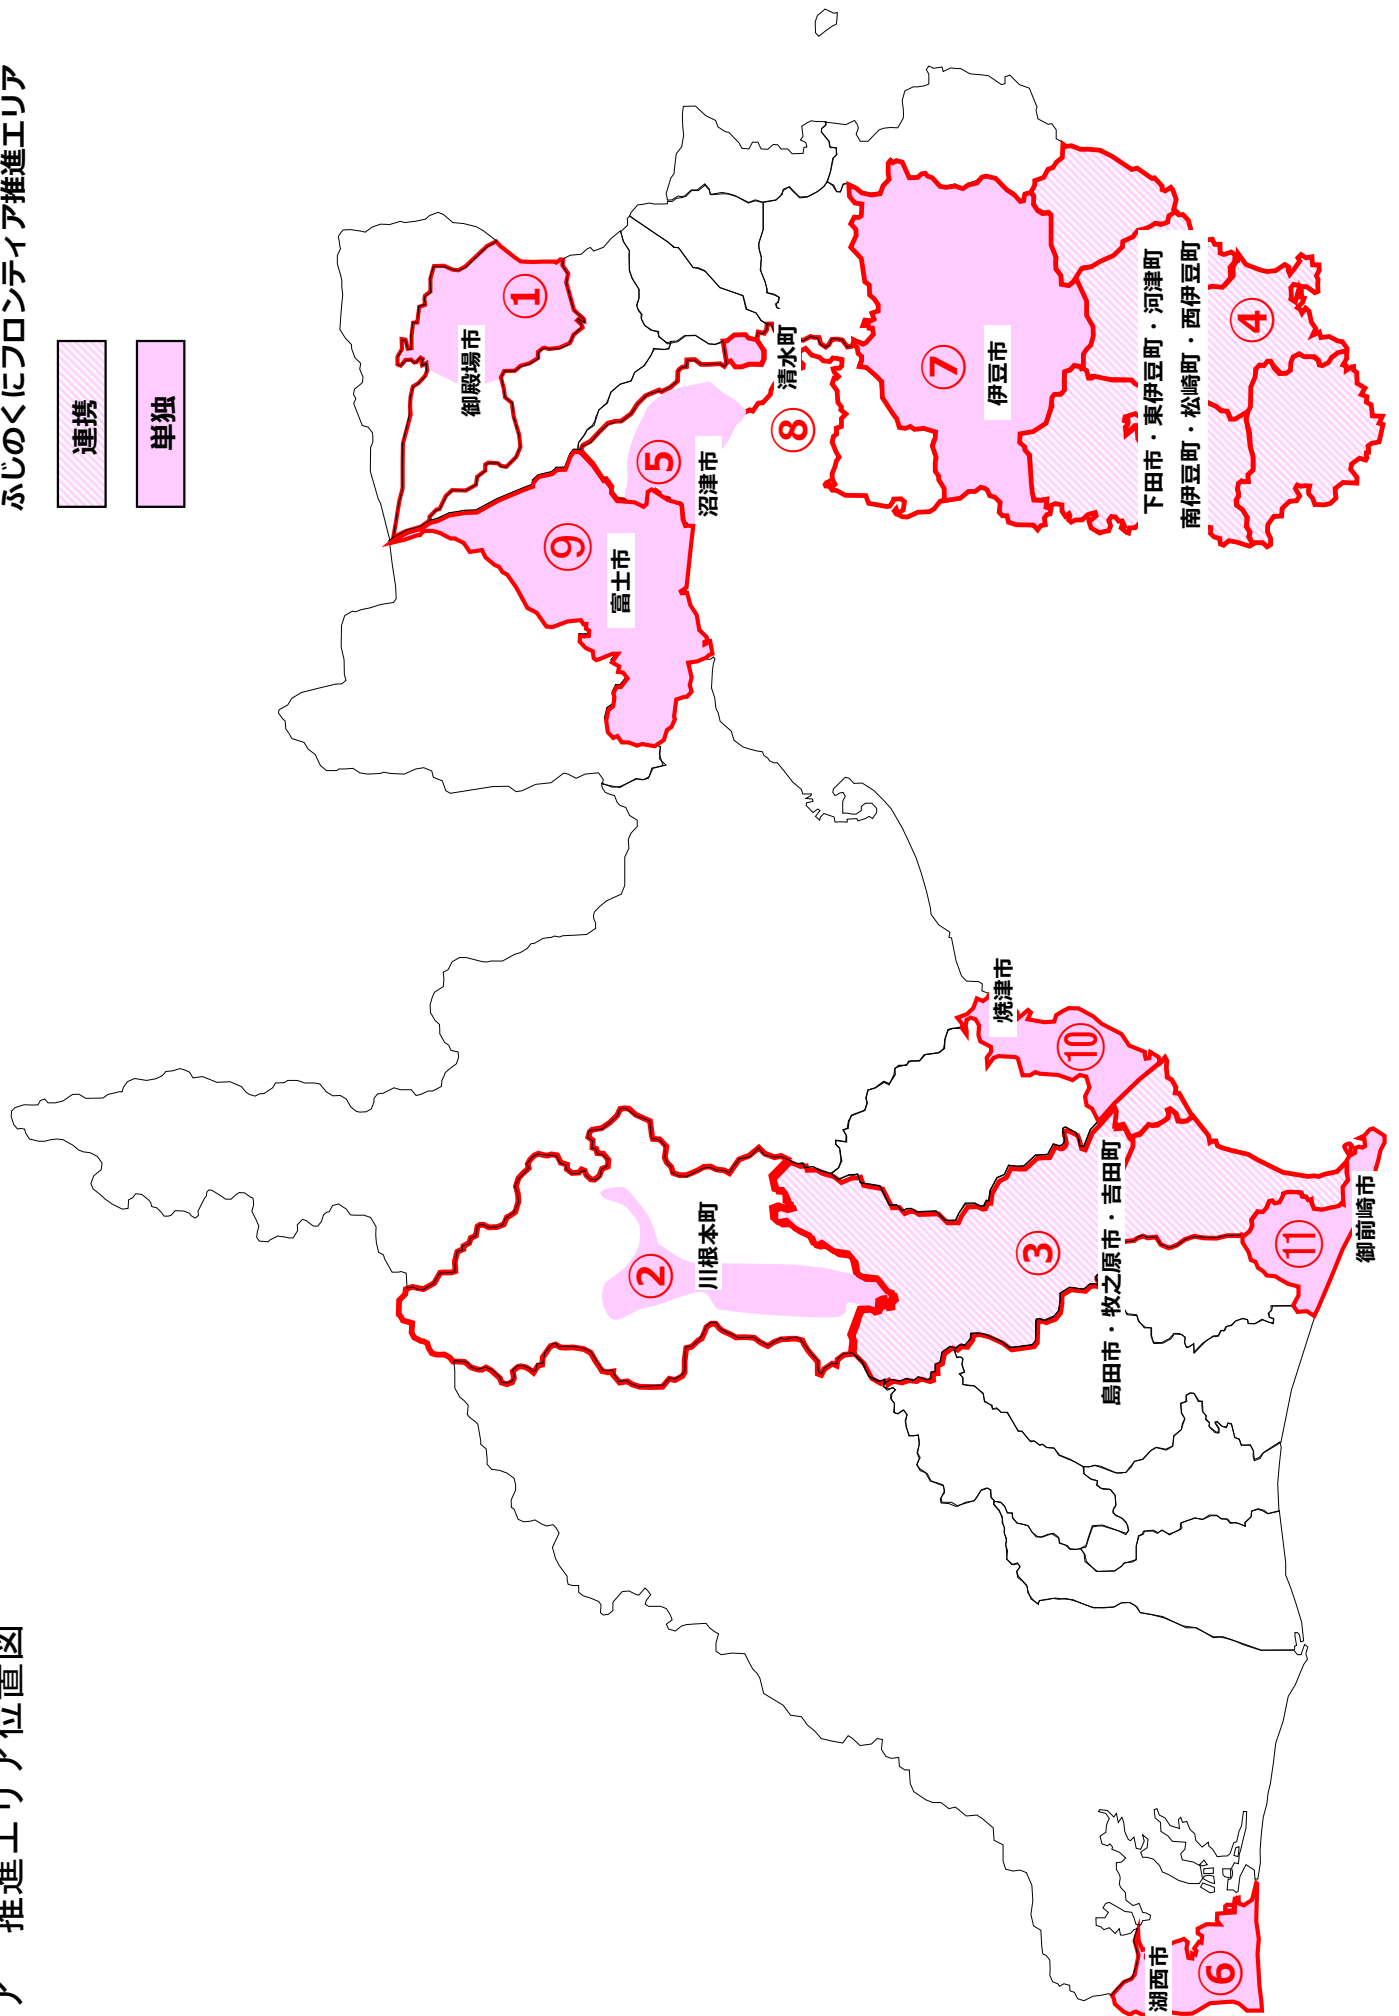 ア 推進エリア位置図
ふじのくにフロンティア推進エリア
連携
単独
①
御殿場市
⑨
富士市
⑤
沼津市
⑧
清水町
⑦
伊豆市
下田市・東伊豆町・河津町
南伊豆町・松崎町・西伊豆町
④
②
川根本町
③
島田市・牧之原市・吉田町
焼津市
⑩
⑪
御前崎市
湖西市
⑥